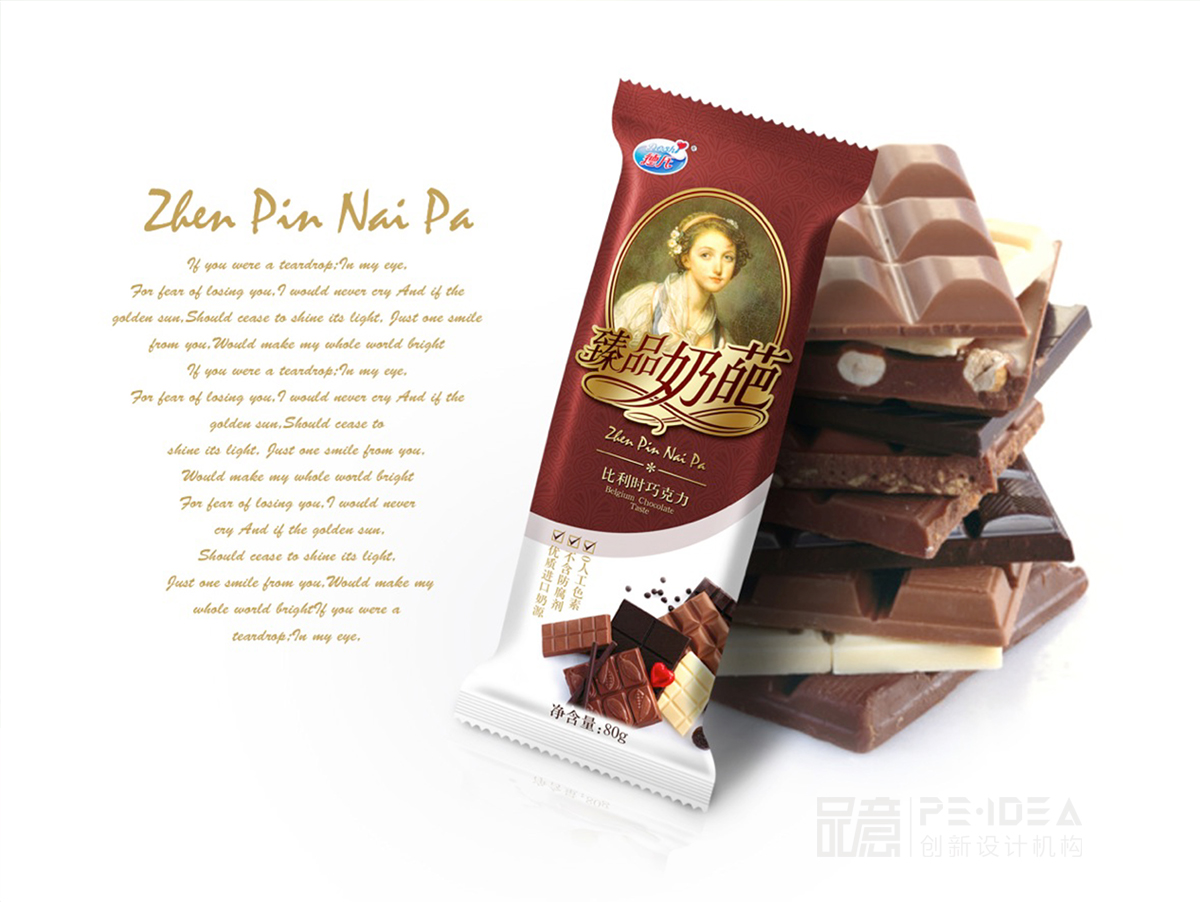 Zhen Pin Nai Pa
If you were a teardrop;In my eye,
For fear of losing you,I would never cry And if the
golden sun,Should cease to shine its light, Just one smile
from you,Would make my whole world bright
If you were a teardrop;In my eye,
For fear of losing you,I would never cry And if the
golden sun,Should cease to
shine its light, Just one smile from you,
Would make my whole world bright
For fear of losing you,I would never
cry And if the golden sun,
Should cease to shine its light,
Just one smile from you,Would make my
whole world brightIf you were a
teardrop;In my eye,
德氏
臻品奶葩
Zhen Pin Nai Pa
比利时巧克力
Belgium Chocolate
Taste
0人工色素
不含防腐剂
优质进口奶源
净含量:80g
品意
PE·IDEA
创新设计机构